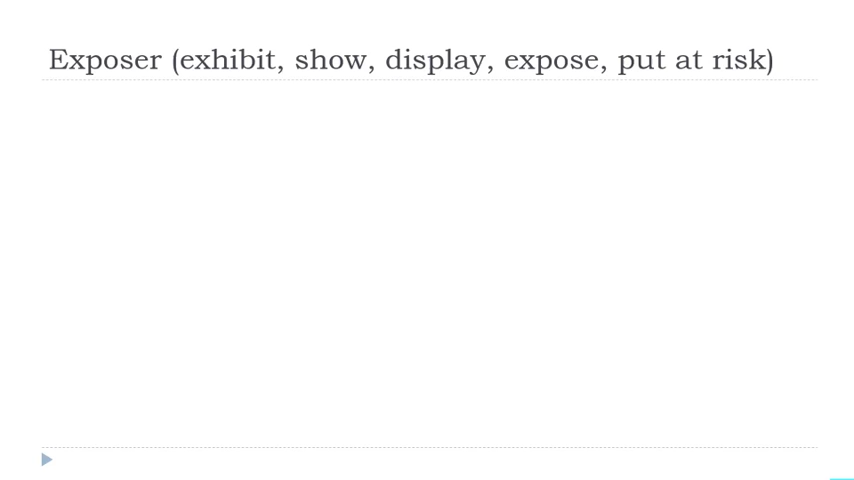 Exposer (exhibit, show, display, expose, put at risk)